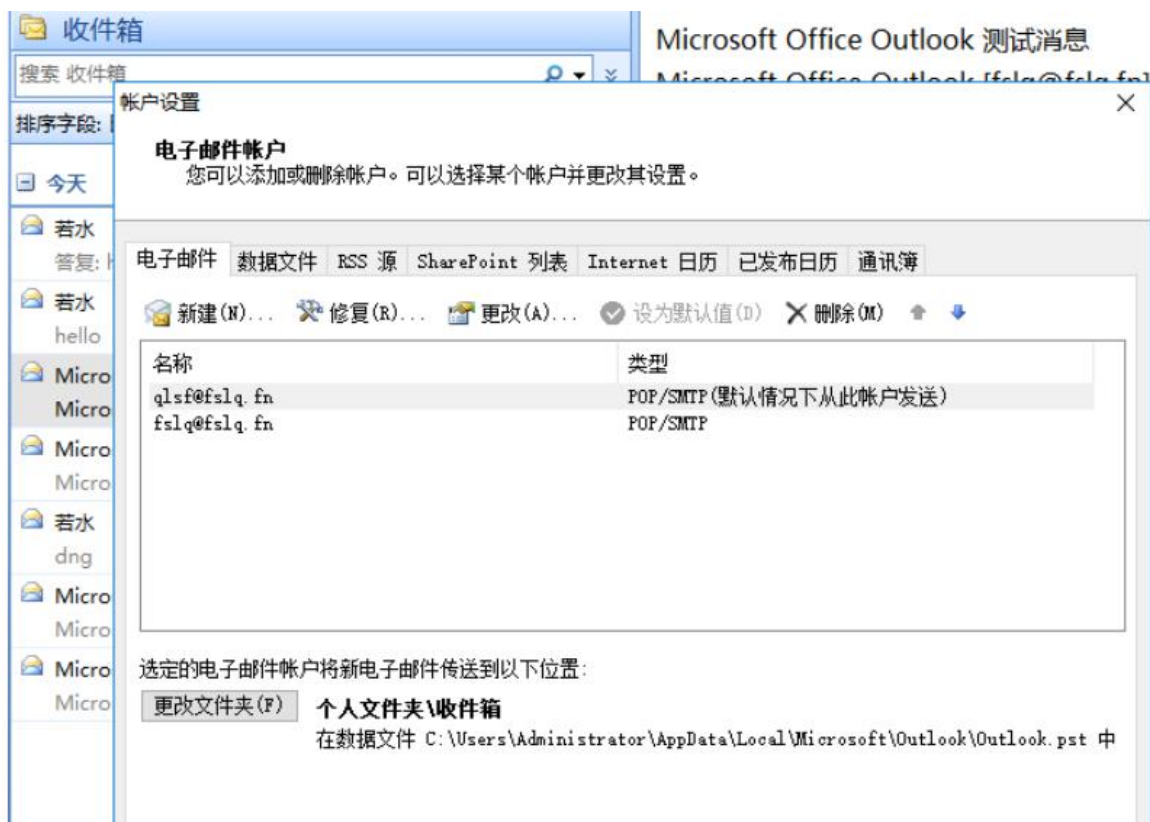 收件箱
搜索 收件箱
排序字段:
今天
若水
答复:
若水
hello
Micro
Micro
Micro
Micro
若水
dng
Micro
Micro
Micro
Micro
Microsoft Office Outlook 测试消息
Microsoft Office Outlook [fslq@fslq.fn]
帐户设置
电子邮件帐户
您可以添加或删除帐户。可以选择某个帐户并更改其设置。
电子邮件 数据文件 RSS 源 SharePoint 列表 Internet 日历 已发布日历 通讯簿
新建(N)... 修复(R)... 更改(A)... 设为默认值(D) 删除(M)
名称 类型
qlsf@fslq.fn POP/SMTP(默认情况下从此帐户发送)
fslq@fslq.fn POP/SMTP
选定的电子邮件帐户将新电子邮件传送到以下位置:
更改文件夹(F) 个人文件夹\收件箱
在数据文件 C:\Users\Administrator\AppData\Local\Microsoft\Outlook\Outlook.pst 中